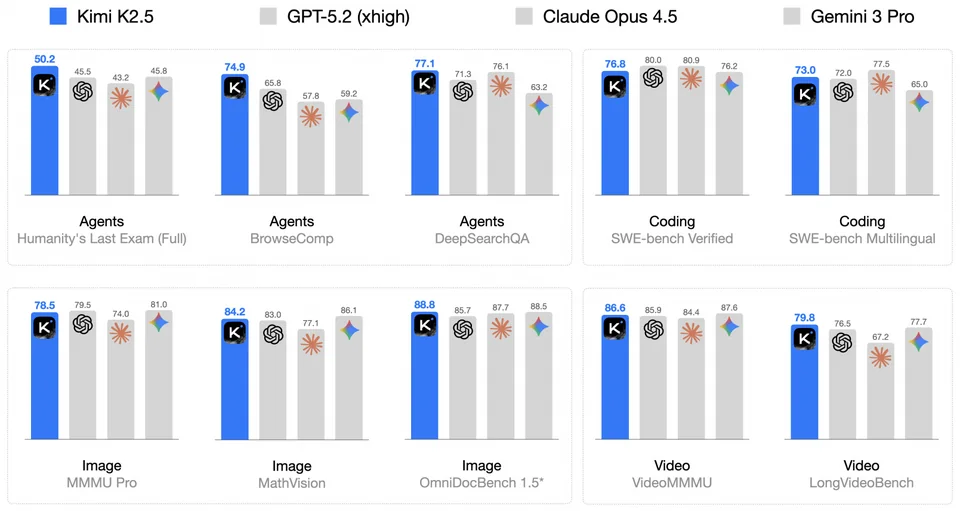 Kimi K2.5 GPT-5.2 (xhigh) Claude Opus 4.5 Gemini 3 Pro
50.2 45.5 43.2 45.8
Agents
Humanity's Last Exam (Full)
74.9 65.8 57.8 59.2
Agents
BrowseComp
77.1 71.3 76.1 63.2
Agents
DeepSearchQA
76.8 80.0 80.9 76.2
Coding
SWE-bench Verified
73.0 72.0 77.5 65.0
Coding
SWE-bench Multilingual
78.5 79.5 74.0 81.0
Image
MMMU Pro
84.2 83.0 77.1 86.1
Image
MathVision
88.8 85.7 87.7 88.5
Image
OmniDocBench 1.5*
86.6 85.9 84.4 87.6
Video
VideoMMMU
79.8 76.5 67.2 77.7
Video
LongVideoBench